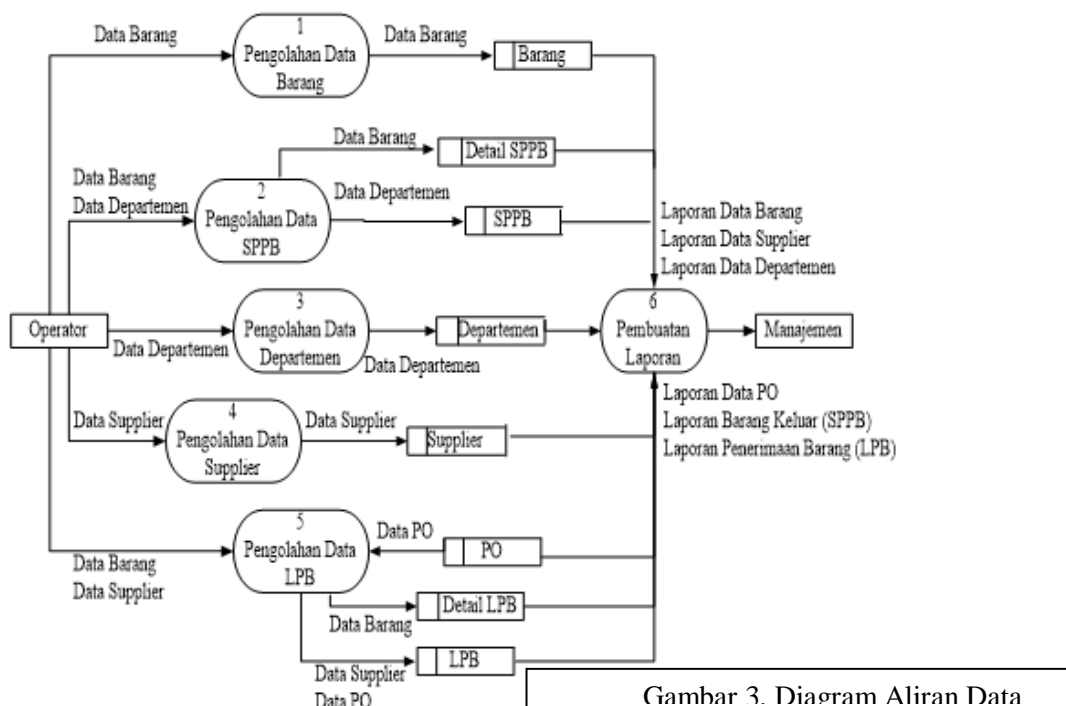 Data Barang
1
Pengolahan Data
Barang
Data Barang
Barang
Data Barang
Detail SPPB
Data Barang
Data Departemen
2
Pengolahan Data
SPPB
Data Departemen
SPPB
Laporan Data Barang
Laporan Data Supplier
Laporan Data Departemen
Operator
Data Departemen
3
Pengolahan Data
Departemen
Data Departemen
Departemen
6
Pembuatan
Laporan
Manajemen
Data Supplier
4
Pengolahan Data
Supplier
Data Supplier
Supplier
Laporan Data PO
Laporan Barang Keluar (SPPB)
Laporan Penerimaan Barang (LPB)
Data Barang
Data Supplier
5
Pengolahan Data
LPB
Data PO
PO
Data Barang
Detail LPB
Data Supplier
Data PO
LPB
Gambar 3. Diagram Aliran Data